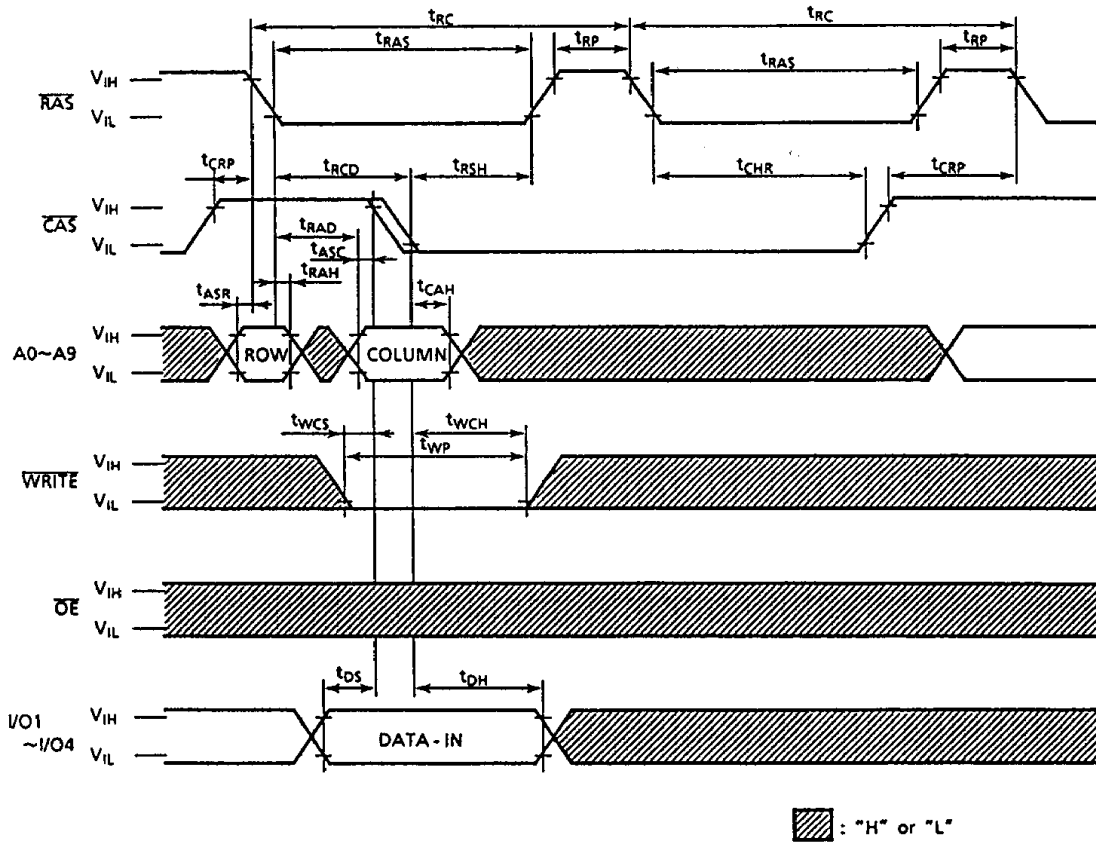 tRC tRC
tRAS tRP tRAS tRP
RAS VIH
VIL
tCRP tRCD tRSH tCHR tCRP
CAS VIH
VIL
tRAD
tASC
tRAH
tASR tCAH
A0~A9 VIH
VIL
ROW COLUMN
tWCS tWCH
tWP
WRITE VIH
VIL
OE VIH
VIL
tDS tDH
I/O1
~I/O4
VIH
VIL
DATA-IN
: "H" or "L"